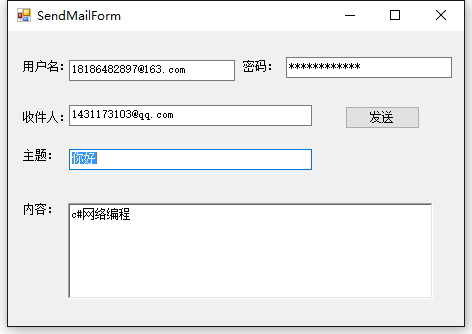 SendMailForm
用户名： 18186482897@163.com 密码： ************
收件人： 1431173103@qq.com 发送
主题： 你好
内容： c#网络编程